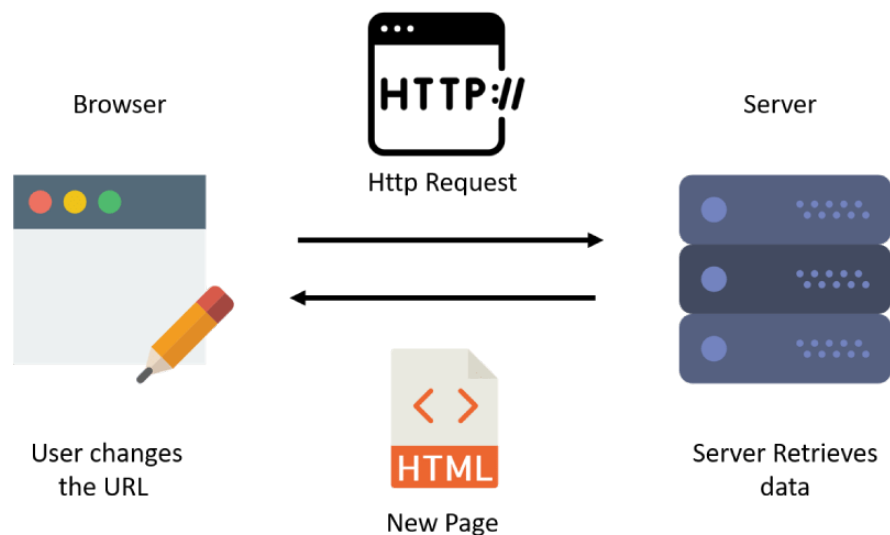 Browser
HTTP://
Http Request
Server
HTML
New Page
User changes
the URL
Server Retrieves
data